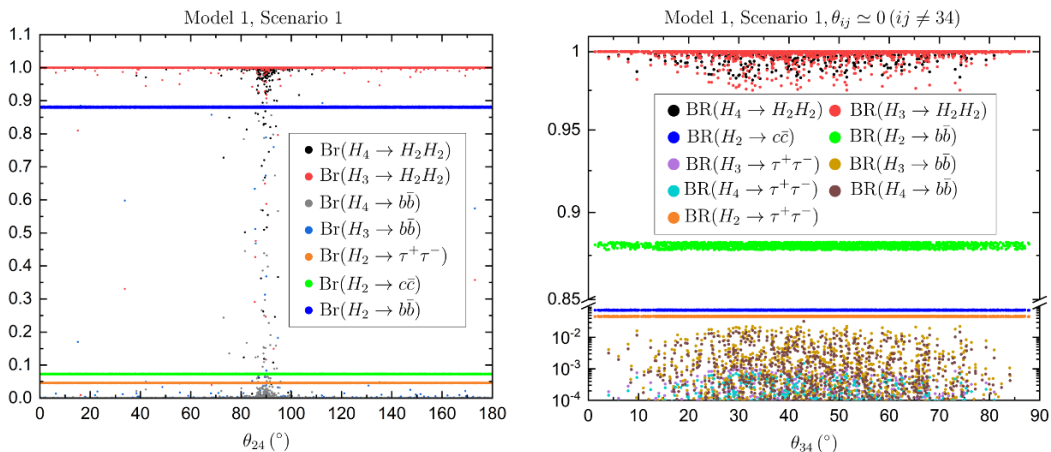 Model 1, Scenario 1
1.1
1.0
0.9
0.8
0.7
0.6
0.5
0.4
0.3
0.2
0.1
0.0
Br(H₄ → H₂H₂)
Br(H₃ → H₂H₂)
Br(H₄ → bb̄)
Br(H₃ → bb̄)
Br(H₂ → τ⁺τ⁻)
Br(H₂ → cc̄)
Br(H₂ → bb̄)
0 20 40 60 80 100 120 140 160 180
θ₂₄ (°)
Model 1, Scenario 1, θᵢⱼ ≃ 0 (ij ≠ 34)
1
0.95
0.9
0.85
10⁻²
10⁻³
10⁻⁴
BR(H₄ → H₂H₂) BR(H₃ → H₂H₂)
BR(H₂ → cc̄) BR(H₂ → bb̄)
BR(H₃ → τ⁺τ⁻) BR(H₃ → bb̄)
BR(H₄ → τ⁺τ⁻) BR(H₄ → bb̄)
BR(H₂ → τ⁺τ⁻)
0 10 20 30 40 50 60 70 80 90
θ₃₄ (°)